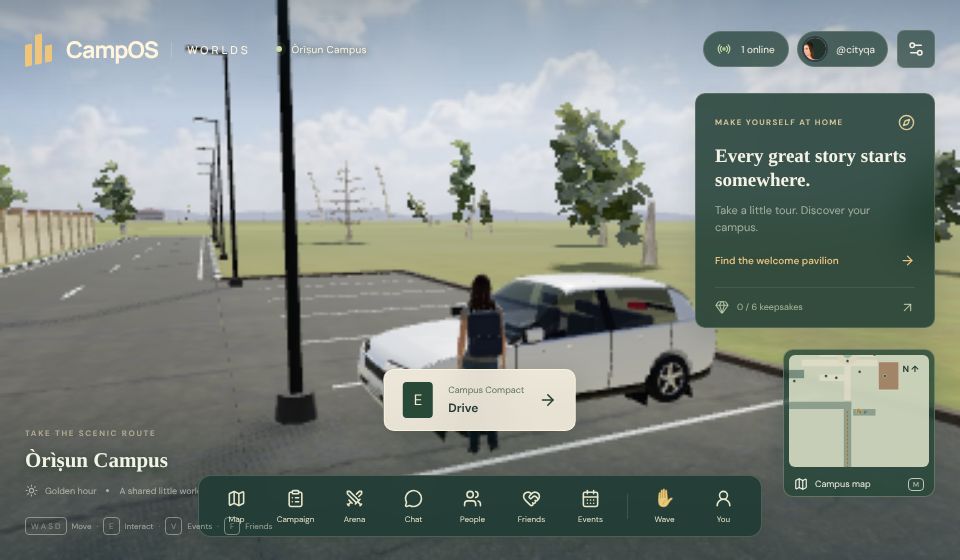 CampOS WORLDS Òrìṣun Campus
1 online
@cityqa
MAKE YOURSELF AT HOME
Every great story starts
somewhere.
Take a little tour. Discover your
campus.
Find the welcome pavilion
0 / 6 keepsakes
N
Campus map M
E
Campus Compact
Drive
TAKE THE SCENIC ROUTE
Òrìṣun Campus
Golden hour • A shared little
WASD Move · E Interact · V Events · F Friends
Map Campaign Arena Chat People Friends Events Wave You